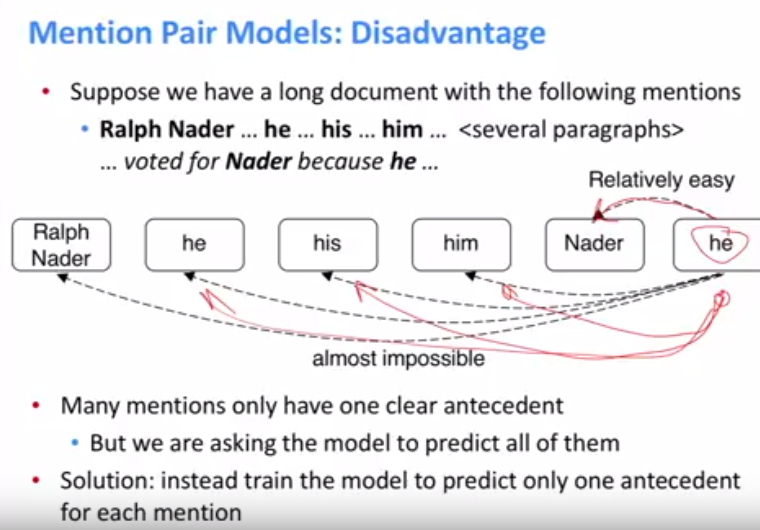 Mention Pair Models: Disadvantage
• Suppose we have a long document with the following mentions
• Ralph Nader ... he ... his ... him ... <several paragraphs>
... voted for Nader because he ...
Relatively easy
Ralph
Nader
he
his
him
Nader
he
almost impossible
• Many mentions only have one clear antecedent
• But we are asking the model to predict all of them
• Solution: instead train the model to predict only one antecedent
for each mention